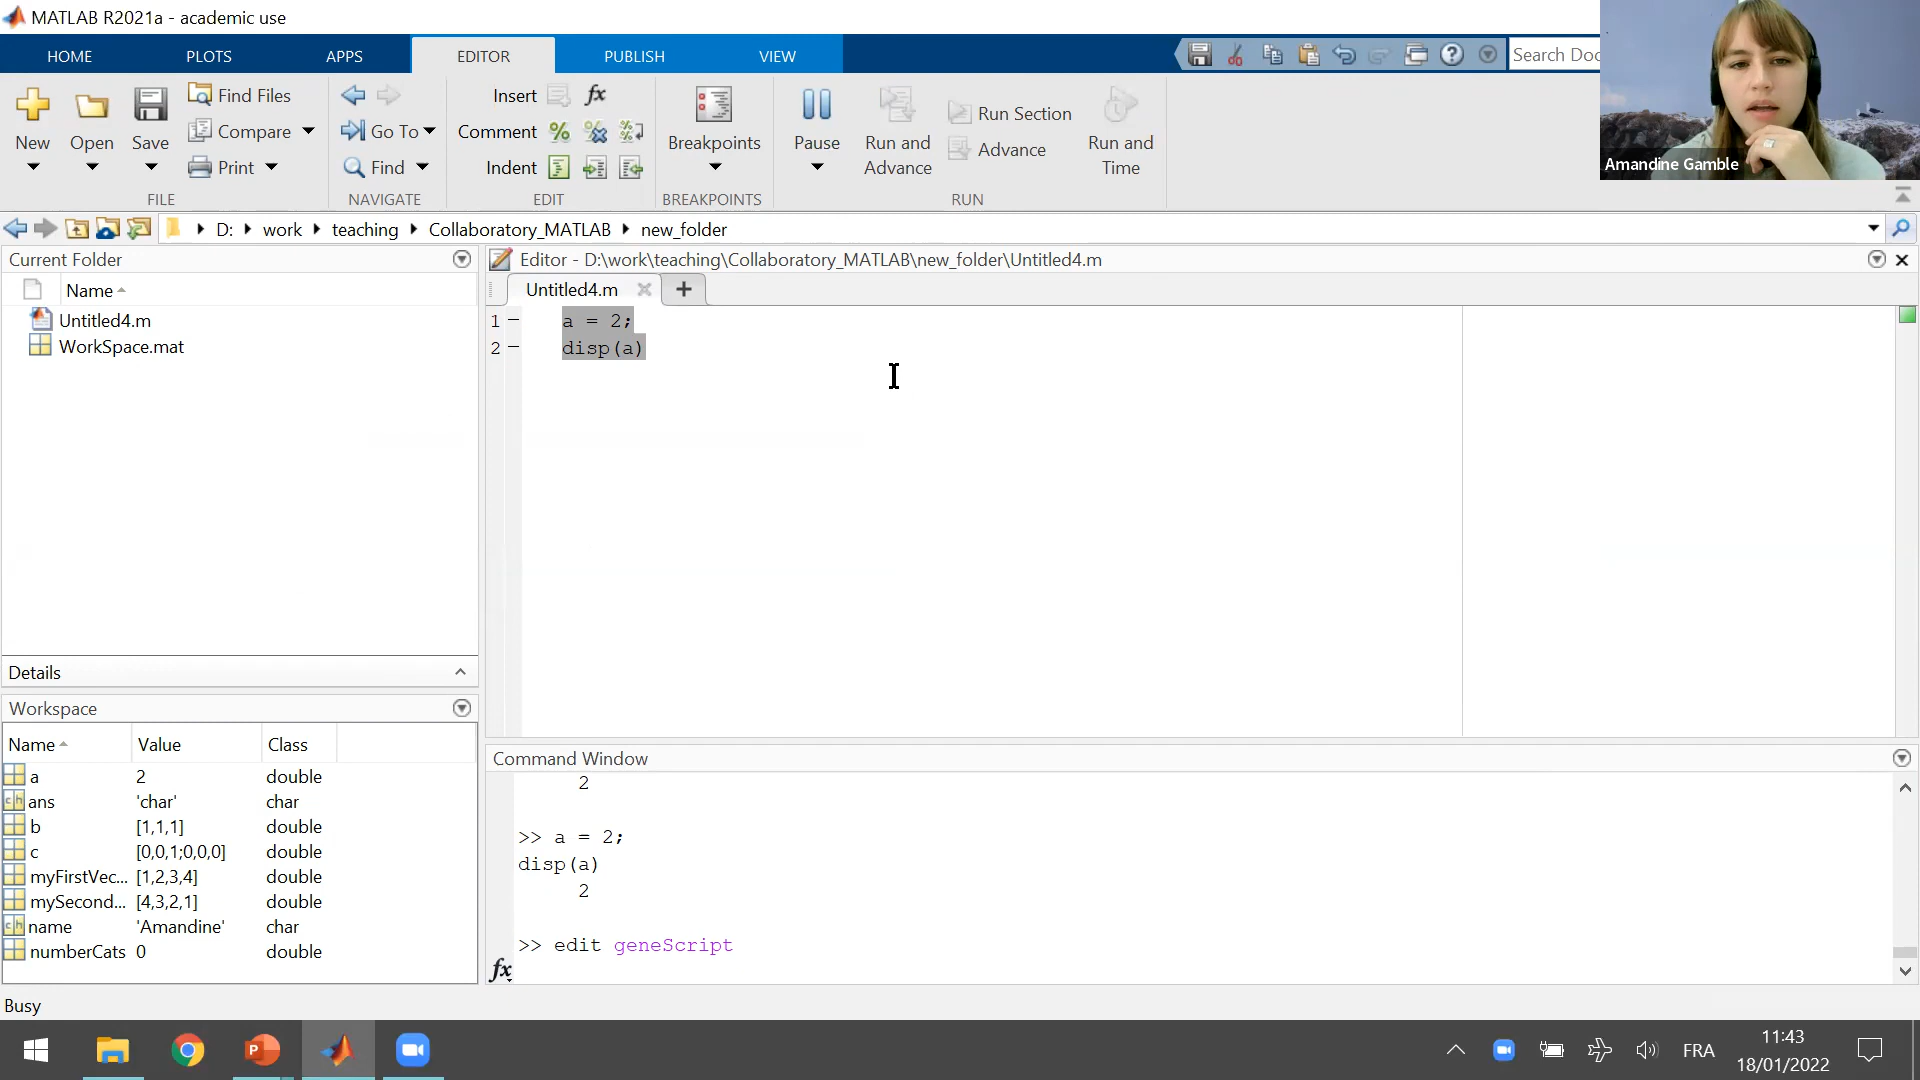 MATLAB R2021a - academic use
HOME PLOTS APPS EDITOR PUBLISH VIEW
Search Doc
New
Open
Save
Find Files
Compare
Print
FILE
Go To
Find
NAVIGATE
Insert fx
Comment
Indent
EDIT
Breakpoints
BREAKPOINTS
Pause
Run and
Advance
Run Section
Advance
Run and
Time
RUN
Amandine Gamble
D: work teaching Collaboratory_MATLAB new_folder
Current Folder
Name
Untitled4.m
WorkSpace.mat
Details
Editor - D:\work\teaching\Collaboratory_MATLAB\new_folder\Untitled4.m
Untitled4.m
1 a = 2;
2 disp(a)
Workspace
Name Value Class
a 2 double
ans 'char' char
b [1,1,1] double
c [0,0,1;0,0,0] double
myFirstVec... [1,2,3,4] double
mySecond... [4,3,2,1] double
name 'Amandine' char
numberCats 0 double
Command Window
2
>> a = 2;
disp(a)
2
>> edit geneScript
fx
Busy
FRA
11:43
18/01/2022